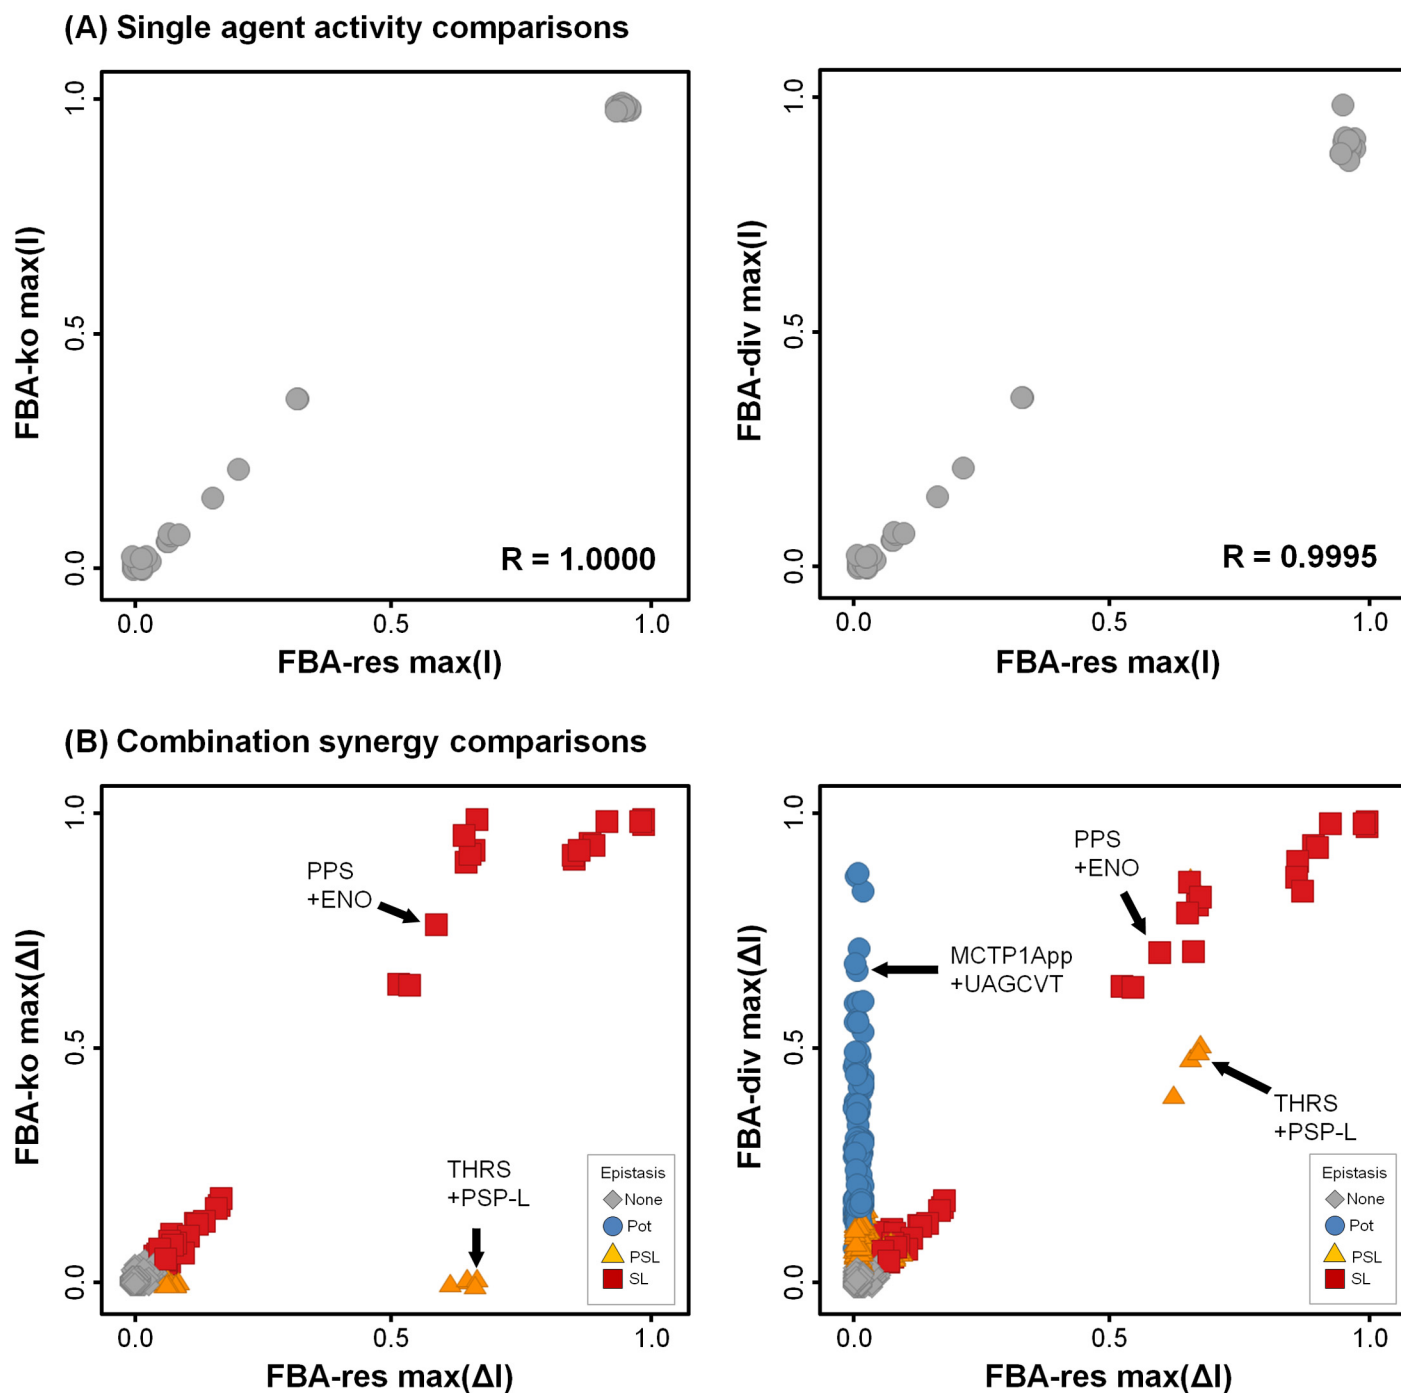 (A) Single agent activity comparisons
FBA-ko max(I)
1.0
0.5
0.0
R = 1.0000
0.0 0.5 1.0
FBA-res max(I)
FBA-div max(I)
1.0
0.5
0.0
R = 0.9995
0.0 0.5 1.0
FBA-res max(I)
(B) Combination synergy comparisons
FBA-ko max(ΔI)
1.0
0.5
0.0
PPS
+ENO
THRS
+PSP-L
Epistasis
None
Pot
PSL
SL
0.0 0.5 1.0
FBA-res max(ΔI)
FBA-div max(ΔI)
1.0
0.5
0.0
PPS
+ENO
MCTP1App
+UAGCVT
THRS
+PSP-L
Epistasis
None
Pot
PSL
SL
0.0 0.5 1.0
FBA-res max(ΔI)